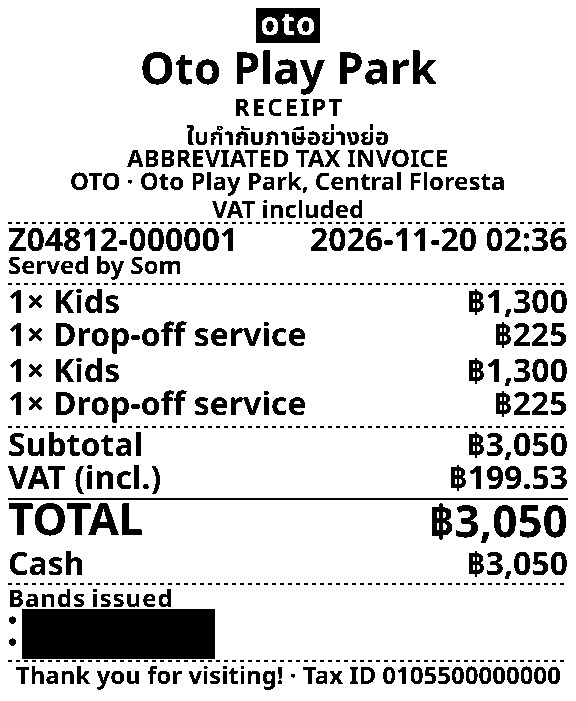 oto
Oto Play Park
RECEIPT
ใบกำกับภาษีอย่างย่อ
ABBREVIATED TAX INVOICE
OTO · Oto Play Park, Central Floresta
VAT included
Z04812-000001 2026-11-20 02:36
Served by Som
1× Kids ฿1,300
1× Drop-off service ฿225
1× Kids ฿1,300
1× Drop-off service ฿225
Subtotal ฿3,050
VAT (incl.) ฿199.53
TOTAL ฿3,050
Cash ฿3,050
Bands issued
•
•
Thank you for visiting! · Tax ID 0105500000000